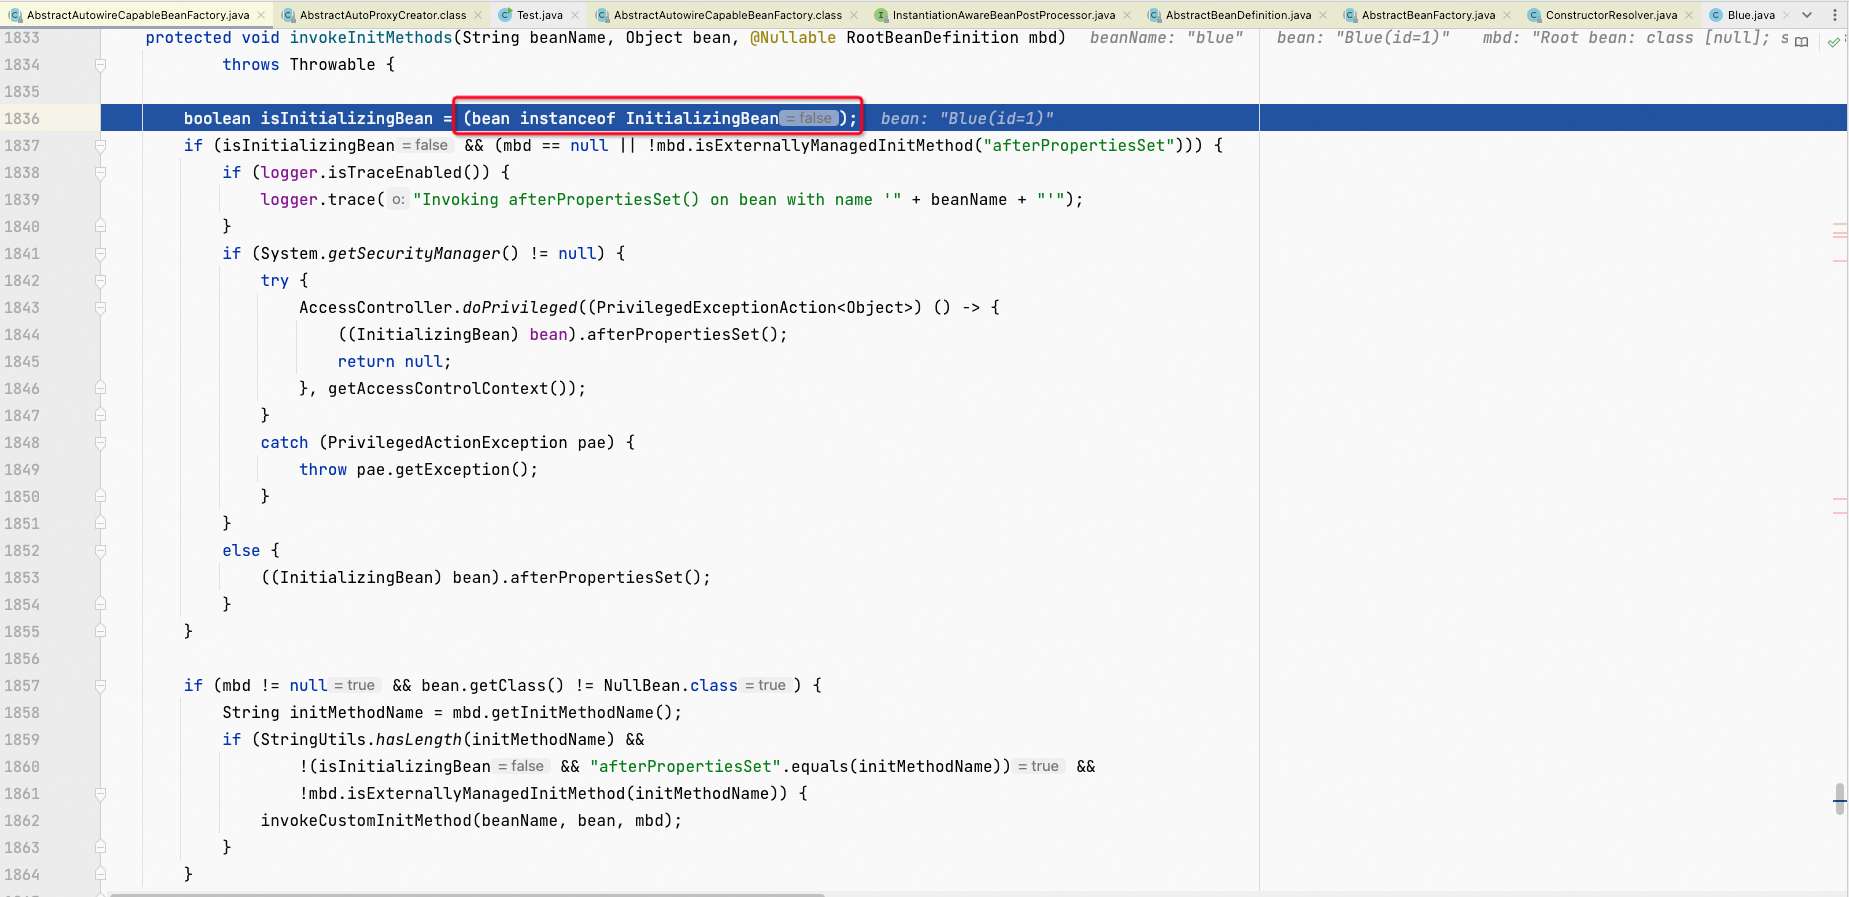 AbstractAutowireCapableBeanFactory.java AbstractAutoProxyCreator.class Test.java AbstractAutowireCapableBeanFactory.class InstantiationAwareBeanPostProcessor.java AbstractBeanDefinition.java AbstractBeanFactory.java ConstructorResolver.java Blue.java
1833 protected void invokeInitMethods(String beanName, Object bean, @Nullable RootBeanDefinition mbd) beanName: "blue" bean: "Blue(id=1)" mbd: "Root bean: class [null]; s
1834 throws Throwable {
1835
1836 boolean isInitializingBean = (bean instanceof InitializingBean = false ); bean: "Blue(id=1)"
1837 if (isInitializingBean = false && (mbd == null || !mbd.isExternallyManagedInitMethod("afterPropertiesSet"))) {
1838 if (logger.isTraceEnabled()) {
1839 logger.trace( o: "Invoking afterPropertiesSet() on bean with name '" + beanName + "'");
1840 }
1841 if (System.getSecurityManager() != null) {
1842 try {
1843 AccessController.doPrivileged((PrivilegedExceptionAction<Object>) () -> {
1844 ((InitializingBean) bean).afterPropertiesSet();
1845 return null;
1846 }, getAccessControlContext());
1847 }
1848 catch (PrivilegedActionException pae) {
1849 throw pae.getException();
1850 }
1851 }
1852 else {
1853 ((InitializingBean) bean).afterPropertiesSet();
1854 }
1855 }
1856
1857 if (mbd != null = true && bean.getClass() != NullBean.class = true ) {
1858 String initMethodName = mbd.getInitMethodName();
1859 if (StringUtils.hasLength(initMethodName) &&
1860 !(isInitializingBean = false && "afterPropertiesSet".equals(initMethodName)) = true &&
1861 !mbd.isExternallyManagedInitMethod(initMethodName)) {
1862 invokeCustomInitMethod(beanName, bean, mbd);
1863 }
1864 }